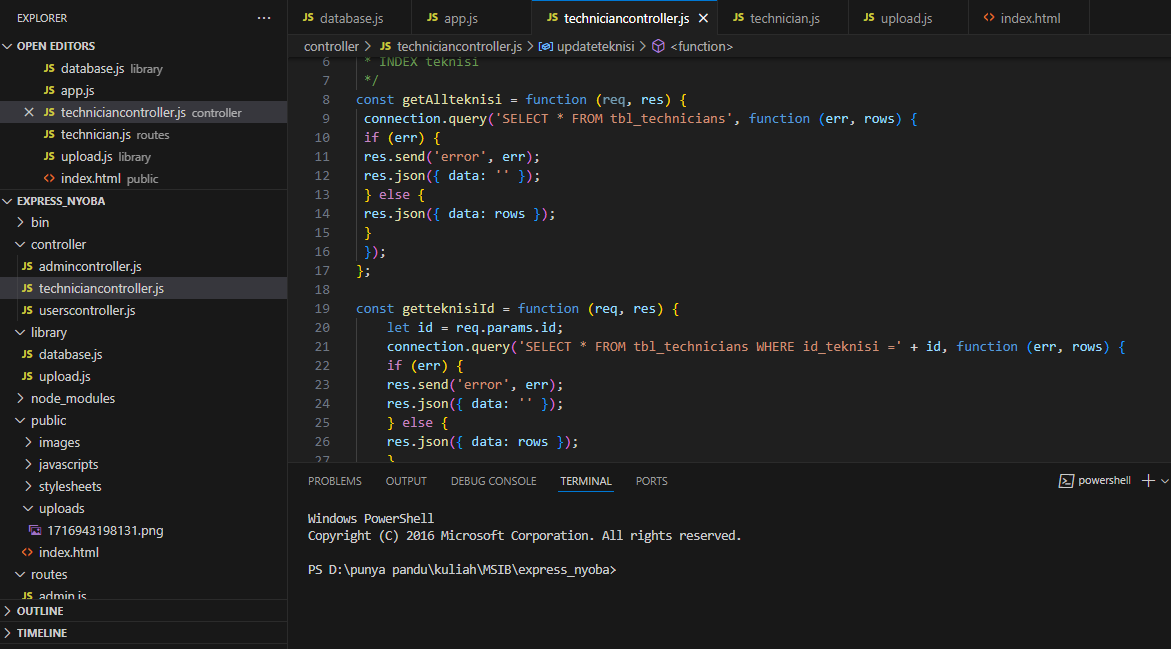 EXPLORER
OPEN EDITORS
JS database.js library
JS app.js
JS techniciancontroller.js controller
JS technician.js routes
JS upload.js library
<> index.html public
EXPRESS_NYOBA
bin
controller
JS admincontroller.js
JS techniciancontroller.js
JS userscontroller.js
library
JS database.js
JS upload.js
node_modules
public
images
javascripts
stylesheets
uploads
1716943198131.png
<> index.html
routes
JS admin.js
OUTLINE
TIMELINE
JS database.js JS app.js JS techniciancontroller.js JS technician.js JS upload.js <> index.html
controller > JS techniciancontroller.js > updateteknisi > <function>
6 * INDEX teknisi
7 */
8 const getAllteknisi = function (req, res) {
9 connection.query('SELECT * FROM tbl_technicians', function (err, rows) {
10 if (err) {
11 res.send('error', err);
12 res.json({ data: '' });
13 } else {
14 res.json({ data: rows });
15 }
16 });
17 };
18
19 const getteknisiId = function (req, res) {
20 let id = req.params.id;
21 connection.query('SELECT * FROM tbl_technicians WHERE id_teknisi =' + id, function (err, rows) {
22 if (err) {
23 res.send('error', err);
24 res.json({ data: '' });
25 } else {
26 res.json({ data: rows });
27 }
PROBLEMS OUTPUT DEBUG CONSOLE TERMINAL PORTS powershell
Windows PowerShell
Copyright (C) 2016 Microsoft Corporation. All rights reserved.
PS D:\punya pandu\kuliah\MSIB\express_nyoba>